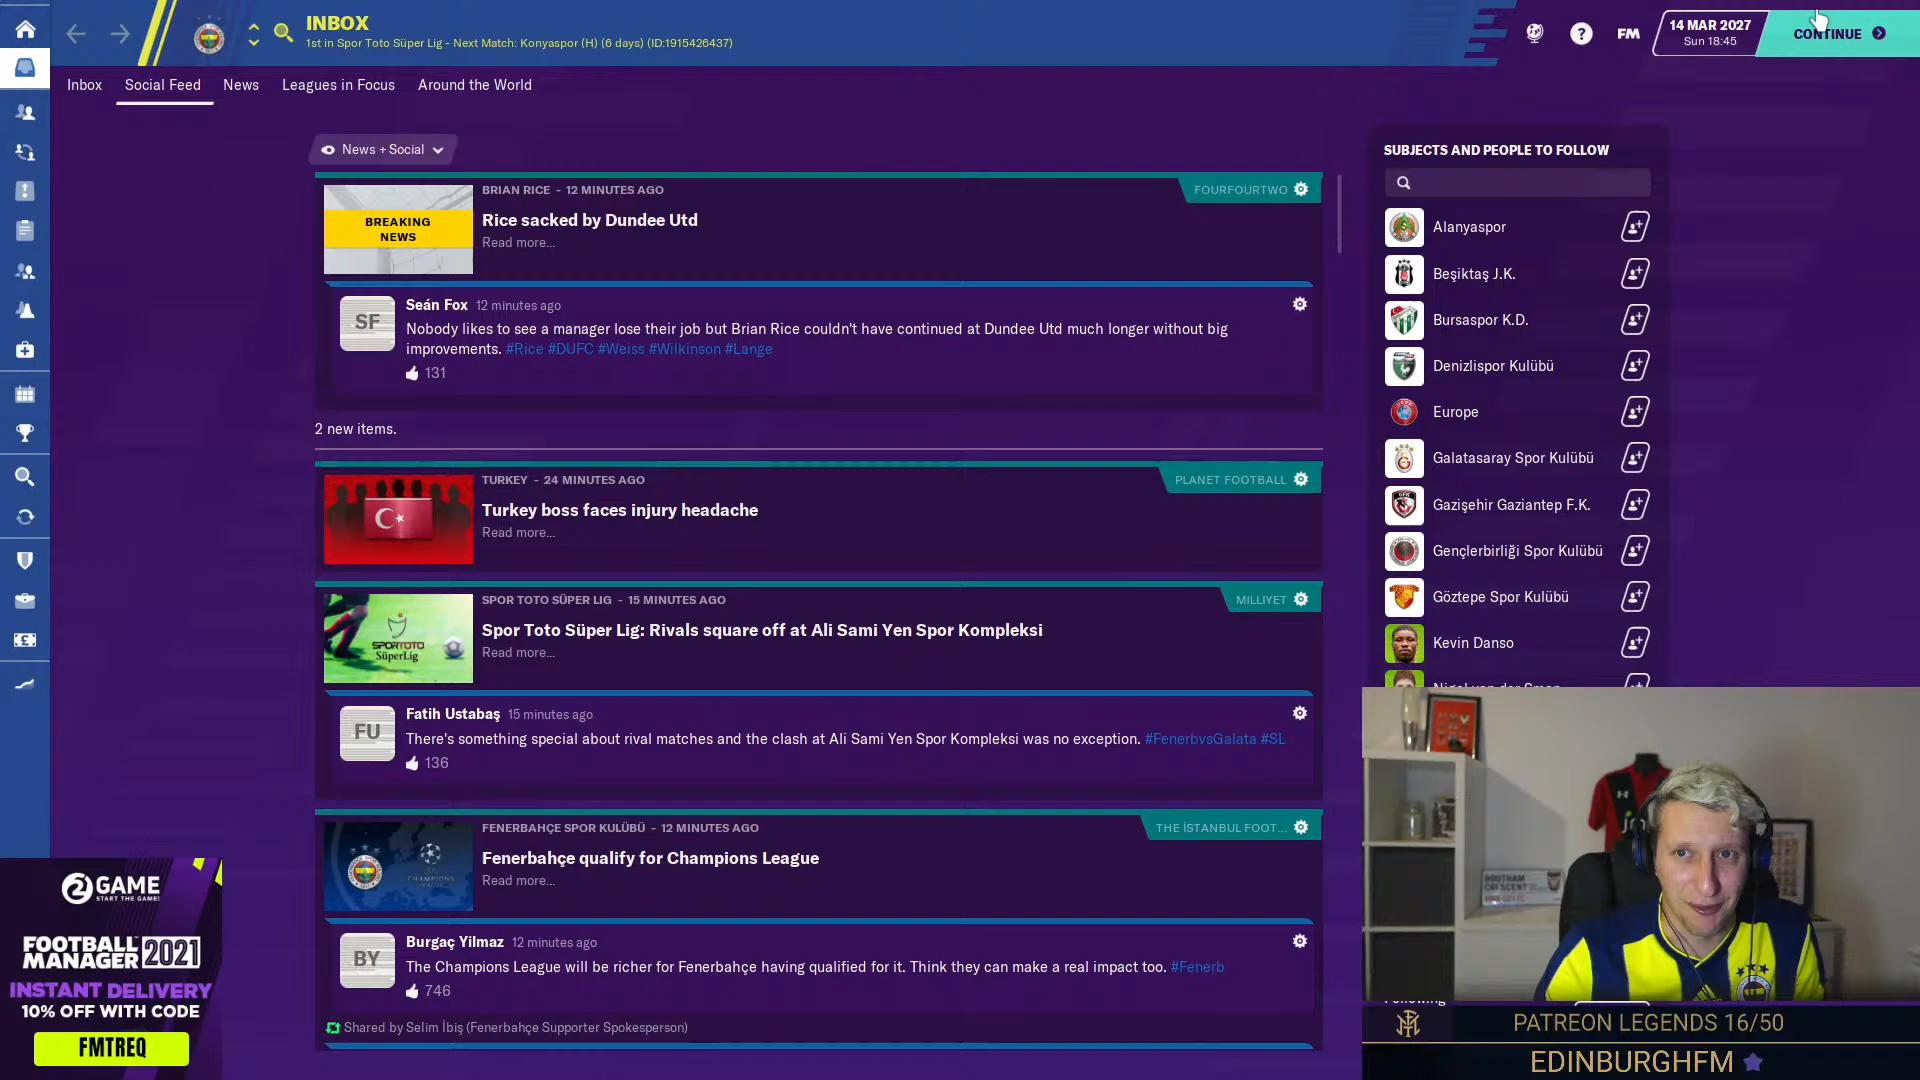 INBOX
1st in Spor Toto Süper Lig - Next Match: Konyaspor (H) (6 days) (ID:1915426437)
?
FM
14 MAR 2027
Sun 18:45
CONTINUE
Inbox
Social Feed
News
Leagues in Focus
Around the World
News + Social
BREAKING
NEWS
BRIAN RICE - 12 MINUTES AGO
FOURFOURTWO
Rice sacked by Dundee Utd
Read more...
SF
Seán Fox 12 minutes ago
Nobody likes to see a manager lose their job but Brian Rice couldn't have continued at Dundee Utd much longer without big
improvements. #Rice #DUFC #Weiss #Wilkinson #Lange
131
2 new items.
TURKEY - 24 MINUTES AGO
PLANET FOOTBALL
Turkey boss faces injury headache
Read more...
SPORTOTO
SüperLig
SPOR TOTO SÜPER LIG - 15 MINUTES AGO
MILLIYET
Spor Toto Süper Lig: Rivals square off at Ali Sami Yen Spor Kompleksi
Read more...
FU
Fatih Ustabaş 15 minutes ago
There's something special about rival matches and the clash at Ali Sami Yen Spor Kompleksi was no exception. #FenerbvsGalata #SL
136
CHAMPIONS
FENERBAHÇE SPOR KULÜBÜ - 12 MINUTES AGO
THE İSTANBUL FOOT...
Fenerbahçe qualify for Champions League
Read more...
BY
Burgaç Yilmaz 12 minutes ago
The Champions League will be richer for Fenerbahçe having qualified for it. Think they can make a real impact too. #Fenerb
746
Shared by Selim İbiş (Fenerbahçe Supporter Spokesperson)
SUBJECTS AND PEOPLE TO FOLLOW
Alanyaspor
Beşiktaş J.K.
Bursaspor K.D.
Denizlispor Kulübü
Europe
Galatasaray Spor Kulübü
Gazişehir Gaziantep F.K.
Gençlerbirliği Spor Kulübü
Göztepe Spor Kulübü
Kevin Danso
BOOTHAM
CRESCENT
2GAME
START THE GAME!
FOOTBALL
MANAGER 2021
INSTANT DELIVERY
10% OFF WITH CODE
FMTREQ
PATREON LEGENDS 16/50
EDINBURGHFM